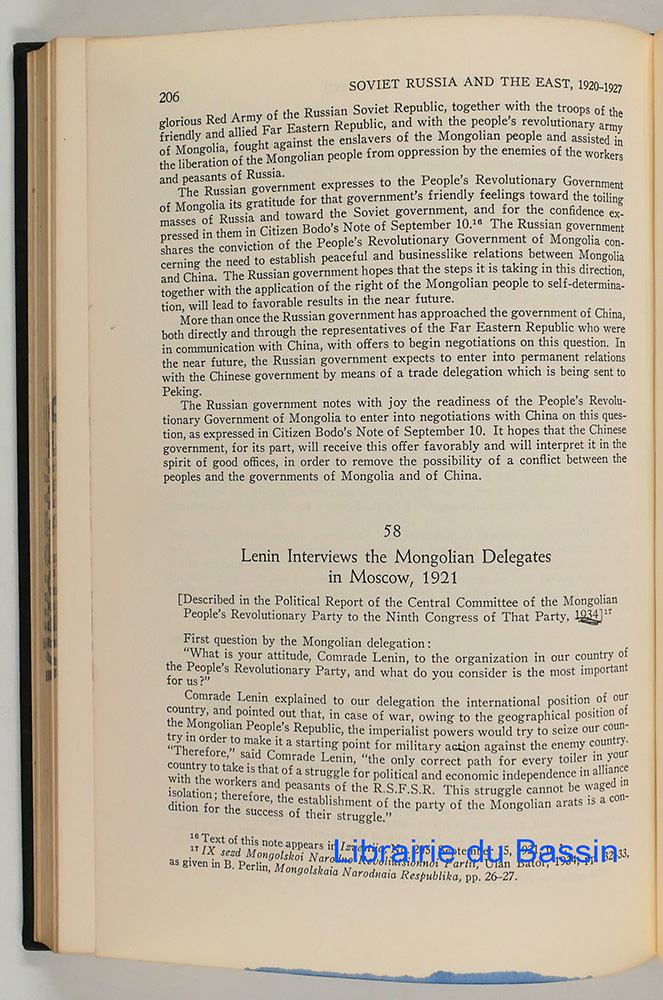 206
SOVIET RUSSIA AND THE EAST, 1920–1927
glorious Red Army of the Russian Soviet Republic, together with the troops of the
friendly and allied Far Eastern Republic, and with the people's revolutionary army
of Mongolia, fought against the enslavers of the Mongolian people and assisted in
the liberation of the Mongolian people from oppression by the enemies of the workers
and peasants of Russia.
The Russian government expresses to the People's Revolutionary Government
of Mongolia its gratitude for that government's friendly feelings toward the toiling
masses of Russia and toward the Soviet government, and for the confidence ex-
pressed in them in Citizen Bodo's Note of September 10.¹⁶ The Russian government
shares the conviction of the People's Revolutionary Government of Mongolia con-
cerning the need to establish peaceful and businesslike relations between Mongolia
and China. The Russian government hopes that the steps it is taking in this direction,
together with the application of the right of the Mongolian people to self-determina-
tion, will lead to favorable results in the near future.
More than once the Russian government has approached the government of China,
both directly and through the representatives of the Far Eastern Republic who were
in communication with China, with offers to begin negotiations on this question. In
the near future, the Russian government expects to enter into permanent relations
with the Chinese government by means of a trade delegation which is being sent to
Peking.
The Russian government notes with joy the readiness of the People's Revolu-
tionary Government of Mongolia to enter into negotiations with China on this ques-
tion, as expressed in Citizen Bodo's Note of September 10. It hopes that the Chinese
government, for its part, will receive this offer favorably and will interpret it in the
spirit of good offices, in order to remove the possibility of a conflict between the
peoples and the governments of Mongolia and of China.
58
Lenin Interviews the Mongolian Delegates
in Moscow, 1921
[Described in the Political Report of the Central Committee of the Mongolian
People's Revolutionary Party to the Ninth Congress of That Party, 1934]¹⁷
First question by the Mongolian delegation:
"What is your attitude, Comrade Lenin, to the organization in our country of
the People's Revolutionary Party, and what do you consider is the most important
for us?"
Comrade Lenin explained to our delegation the international position of our
country, and pointed out that, in case of war, owing to the geographical position of
the Mongolian People's Republic, the imperialist powers would try to seize our coun-
try in order to make it a starting point for military action against the enemy country.
"Therefore," said Comrade Lenin, "the only correct path for every toiler in your
country to take is that of a struggle for political and economic independence in alliance
with the workers and peasants of the R.S.F.S.R. This struggle cannot be waged in
isolation; therefore, the establishment of the party of the Mongolian arats is a con-
dition for the success of their struggle."
¹⁶ Text of this note appears in
¹⁷ IX sezd Mongolskoi Ulan Bator,
as given in B. Perlin, Mongolskaia Narodnaia Respublika, pp. 26–27.
Librairie du Bassin